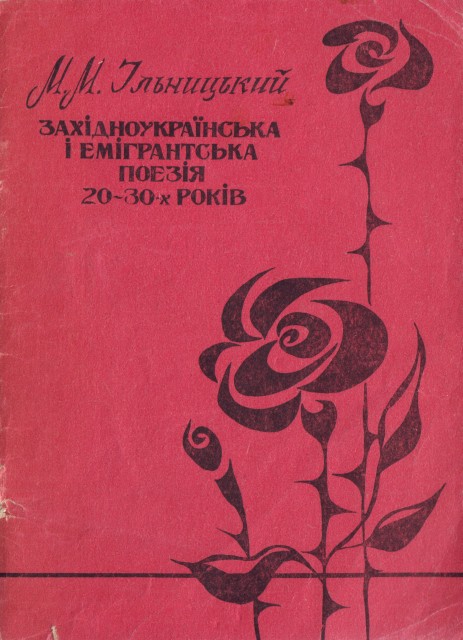 М.М. Ільницький
ЗАХІДНОУКРАЇНСЬКА
І ЕМІГРАНТСЬКА
ПОЕЗІЯ
20-30-х РОКІВ